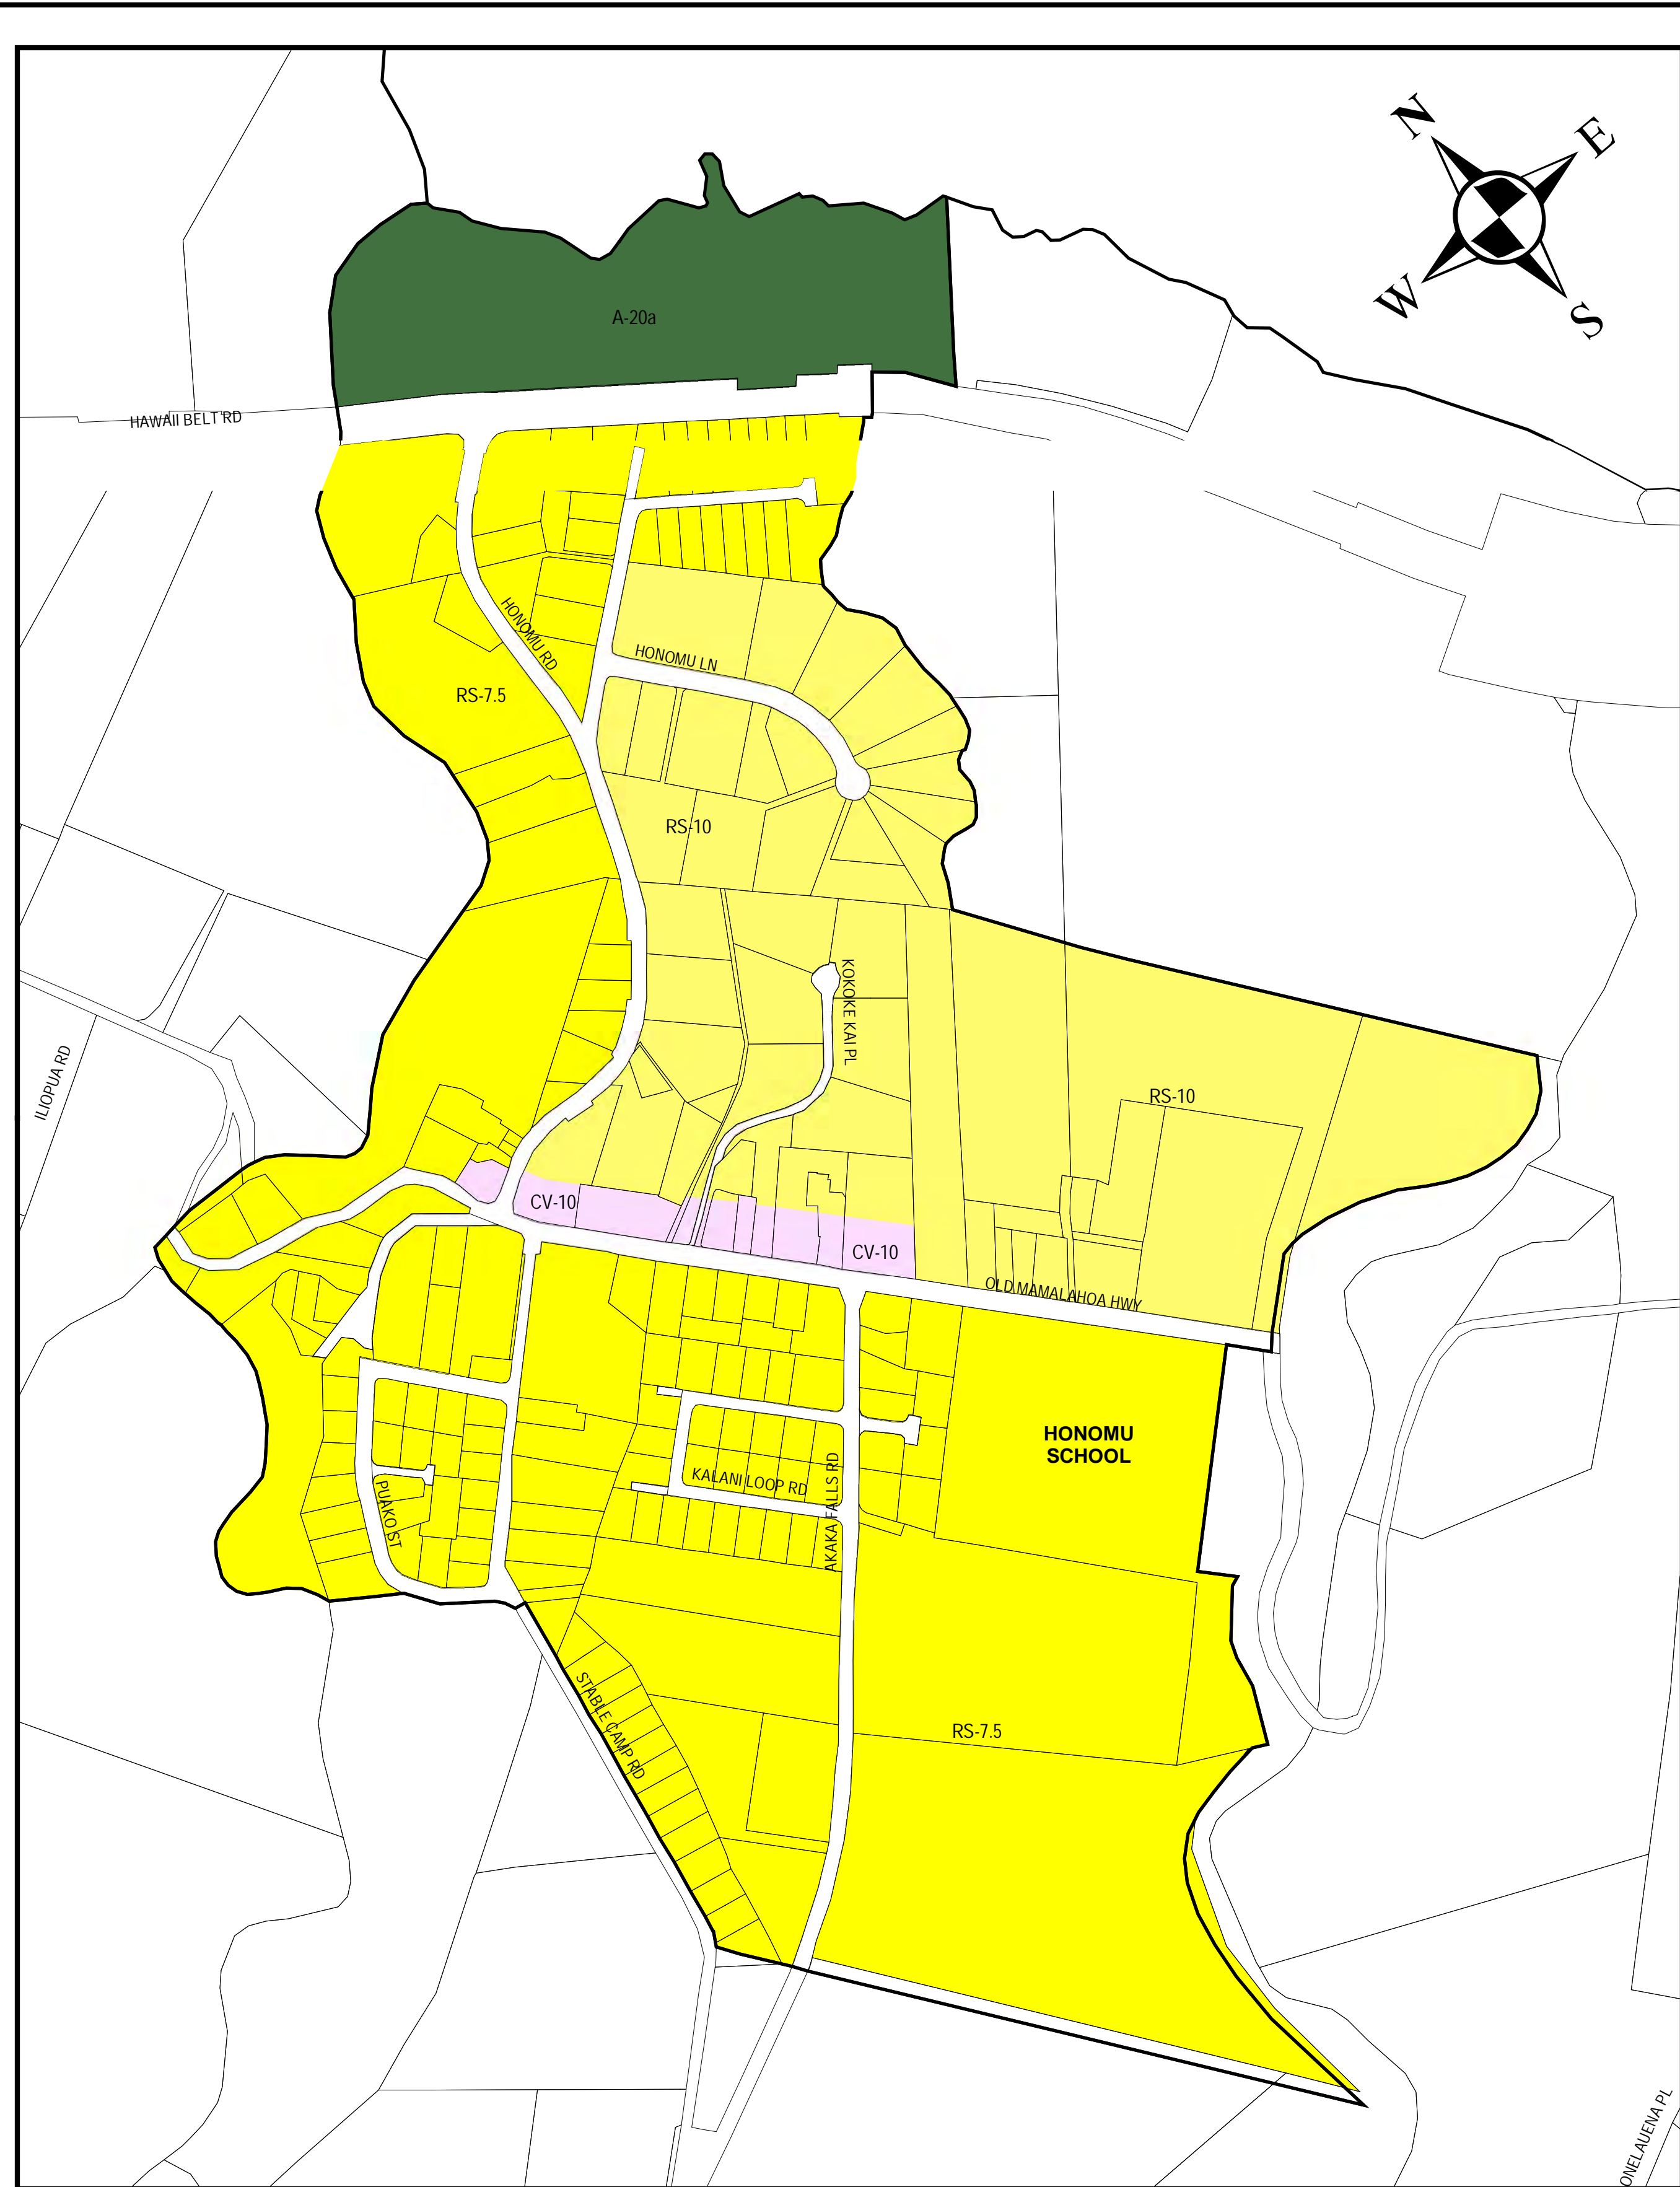 N
E
W
S
A-20a
HAWAII BELT RD
HONOMU RD
HONOMU LN
RS-7.5
RS-10
KOKOKE KAI PL
ILIOPUA RD
RS-10
CV-10
CV-10
OLD MAMALAHOA HWY
HONOMU
SCHOOL
KALANI LOOP RD
AKAKA FALLS RD
PUAKO ST
STABLE CAMP RD
RS-7.5
ONELAUENA PL